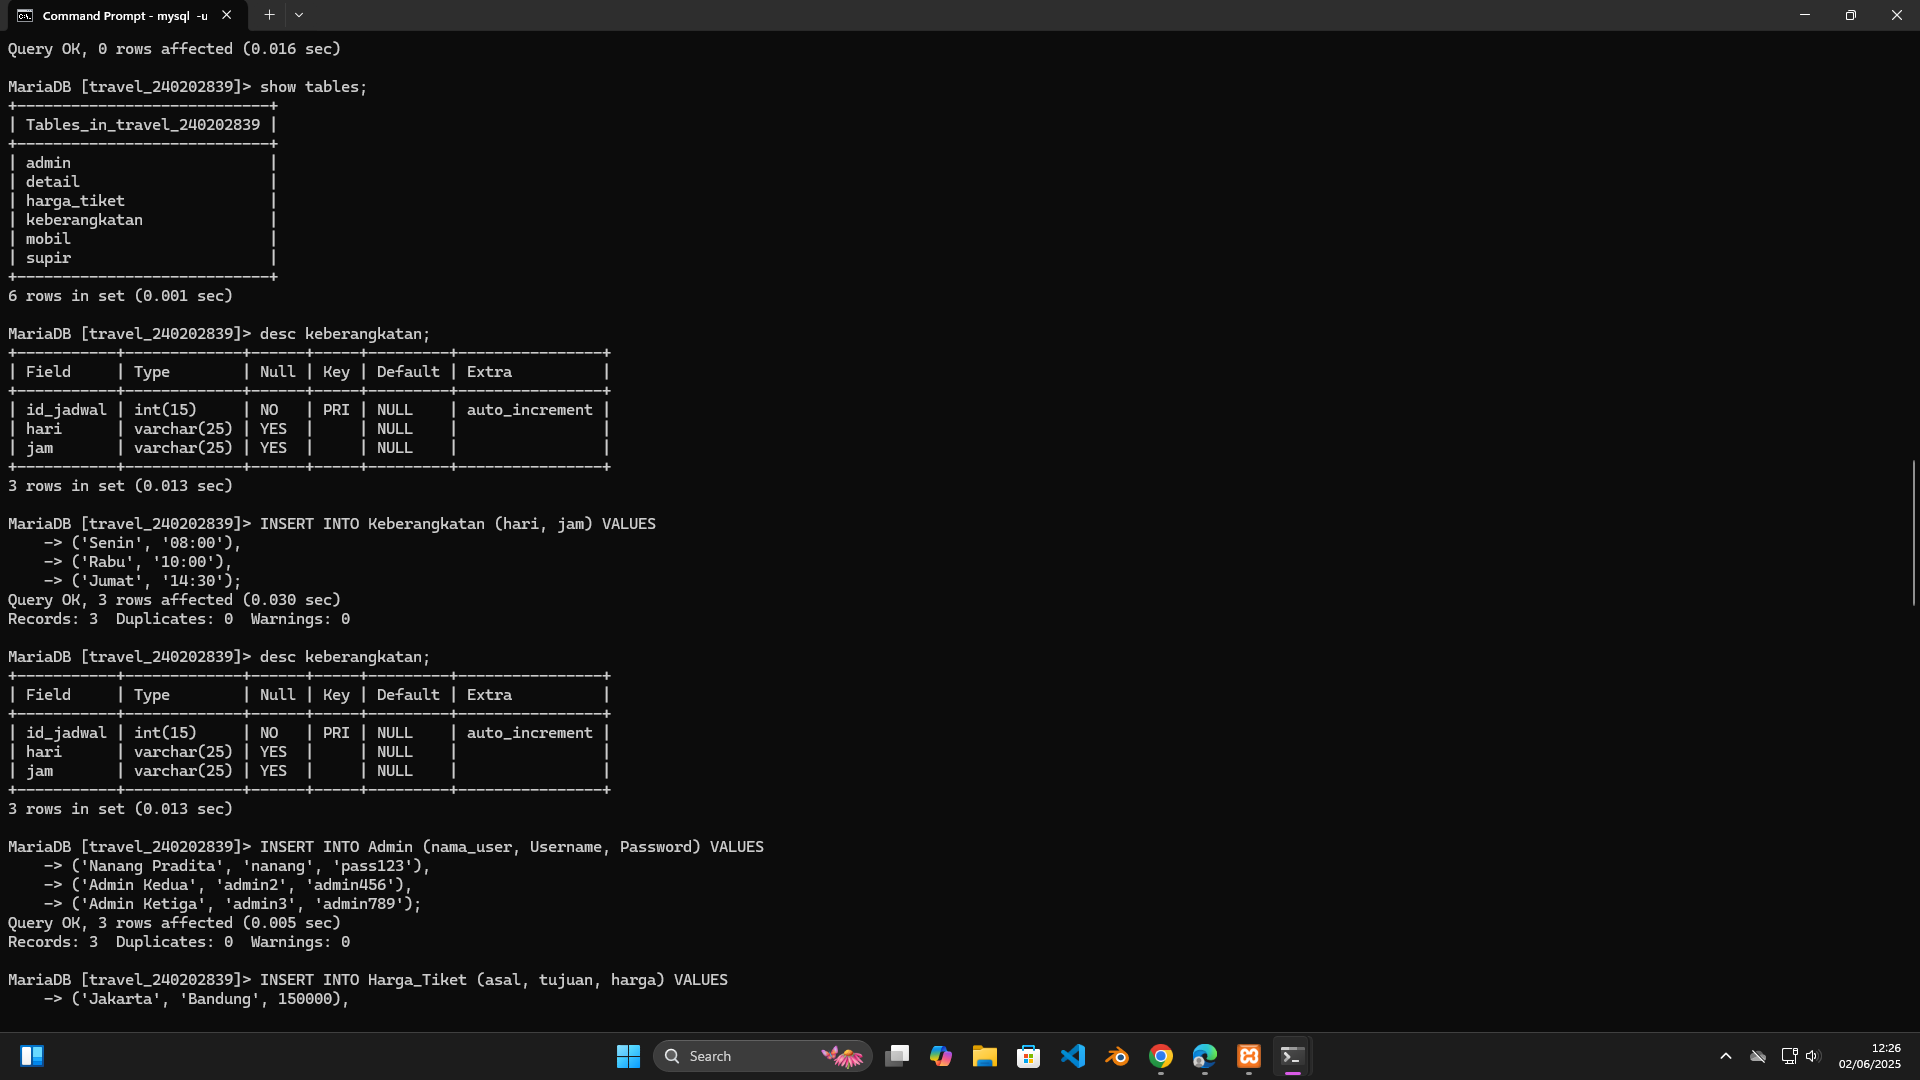 Command Prompt - mysql -u
Query OK, 0 rows affected (0.016 sec)
MariaDB [travel_240202839]> show tables;
+----------------------------+
| Tables_in_travel_240202839 |
+----------------------------+
| admin                      |
| detail                     |
| harga_tiket                |
| keberangkatan              |
| mobil                      |
| supir                      |
+----------------------------+
6 rows in set (0.001 sec)
MariaDB [travel_240202839]> desc keberangkatan;
+-----------+-------------+------+-----+---------+----------------+
| Field     | Type        | Null | Key | Default | Extra          |
+-----------+-------------+------+-----+---------+----------------+
| id_jadwal | int(15)     | NO   | PRI | NULL    | auto_increment |
| hari      | varchar(25) | YES  |     | NULL    |                |
| jam       | varchar(25) | YES  |     | NULL    |                |
+-----------+-------------+------+-----+---------+----------------+
3 rows in set (0.013 sec)
MariaDB [travel_240202839]> INSERT INTO Keberangkatan (hari, jam) VALUES
    -> ('Senin', '08:00'),
    -> ('Rabu', '10:00'),
    -> ('Jumat', '14:30');
Query OK, 3 rows affected (0.030 sec)
Records: 3  Duplicates: 0  Warnings: 0
MariaDB [travel_240202839]> desc keberangkatan;
+-----------+-------------+------+-----+---------+----------------+
| Field     | Type        | Null | Key | Default | Extra          |
+-----------+-------------+------+-----+---------+----------------+
| id_jadwal | int(15)     | NO   | PRI | NULL    | auto_increment |
| hari      | varchar(25) | YES  |     | NULL    |                |
| jam       | varchar(25) | YES  |     | NULL    |                |
+-----------+-------------+------+-----+---------+----------------+
3 rows in set (0.013 sec)
MariaDB [travel_240202839]> INSERT INTO Admin (nama_user, Username, Password) VALUES
    -> ('Nanang Pradita', 'nanang', 'pass123'),
    -> ('Admin Kedua', 'admin2', 'admin456'),
    -> ('Admin Ketiga', 'admin3', 'admin789');
Query OK, 3 rows affected (0.005 sec)
Records: 3  Duplicates: 0  Warnings: 0
MariaDB [travel_240202839]> INSERT INTO Harga_Tiket (asal, tujuan, harga) VALUES
    -> ('Jakarta', 'Bandung', 150000),
Search
12:26
02/06/2025